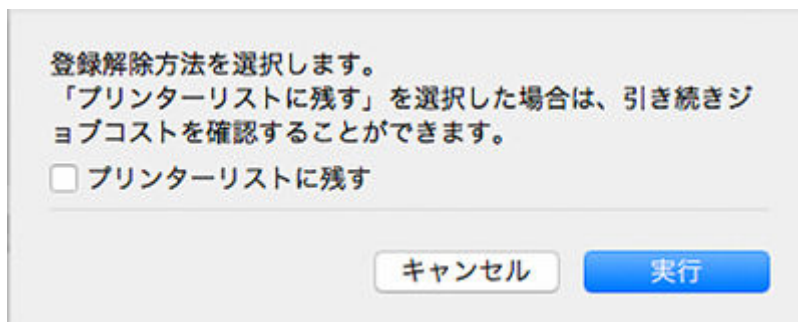 登録解除方法を選択します。
「プリンターリストに残す」を選択した場合は、引き続きジ
ョブコストを確認することができます。
プリンターリストに残す
キャンセル
実行